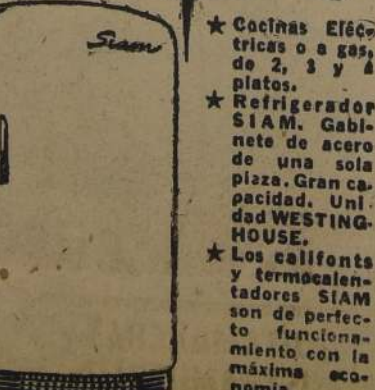 Siam
★ Cocinas Eléc-
tricas o a gas,
de 2, 3 y 4
platos.
★ Refrigerador
SIAM. Gabi-
nete de acero
de una sola
plaza. Gran ca-
pacidad. Uni-
dad WESTING-
HOUSE.
★ Los califonts
y termocalen-
tadores SIAM
son de perfec-
to funciona-
miento con la
máxima eco-
nomía